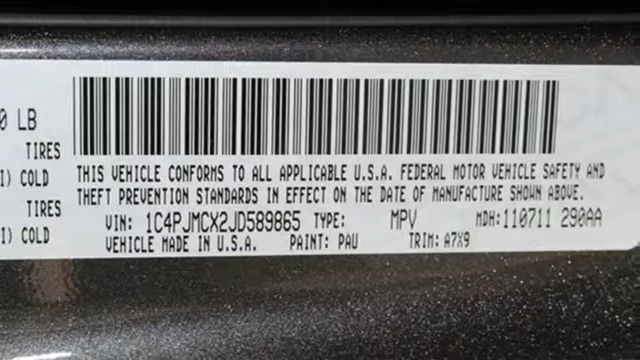 0 LB
TIRES
I) COLD
TIRES
I) COLD
THIS VEHICLE CONFORMS TO ALL APPLICABLE U.S.A. FEDERAL MOTOR VEHICLE SAFETY AND
THEFT PREVENTION STANDARDS IN EFFECT ON THE DATE OF MANUFACTURE SHOWN ABOVE.
VIN: 1C4PJMCX2JD589865 TYPE: MPV MDH:110711 290AA
VEHICLE MADE IN U.S.A. PAINT: PAU TRIM: A7X9